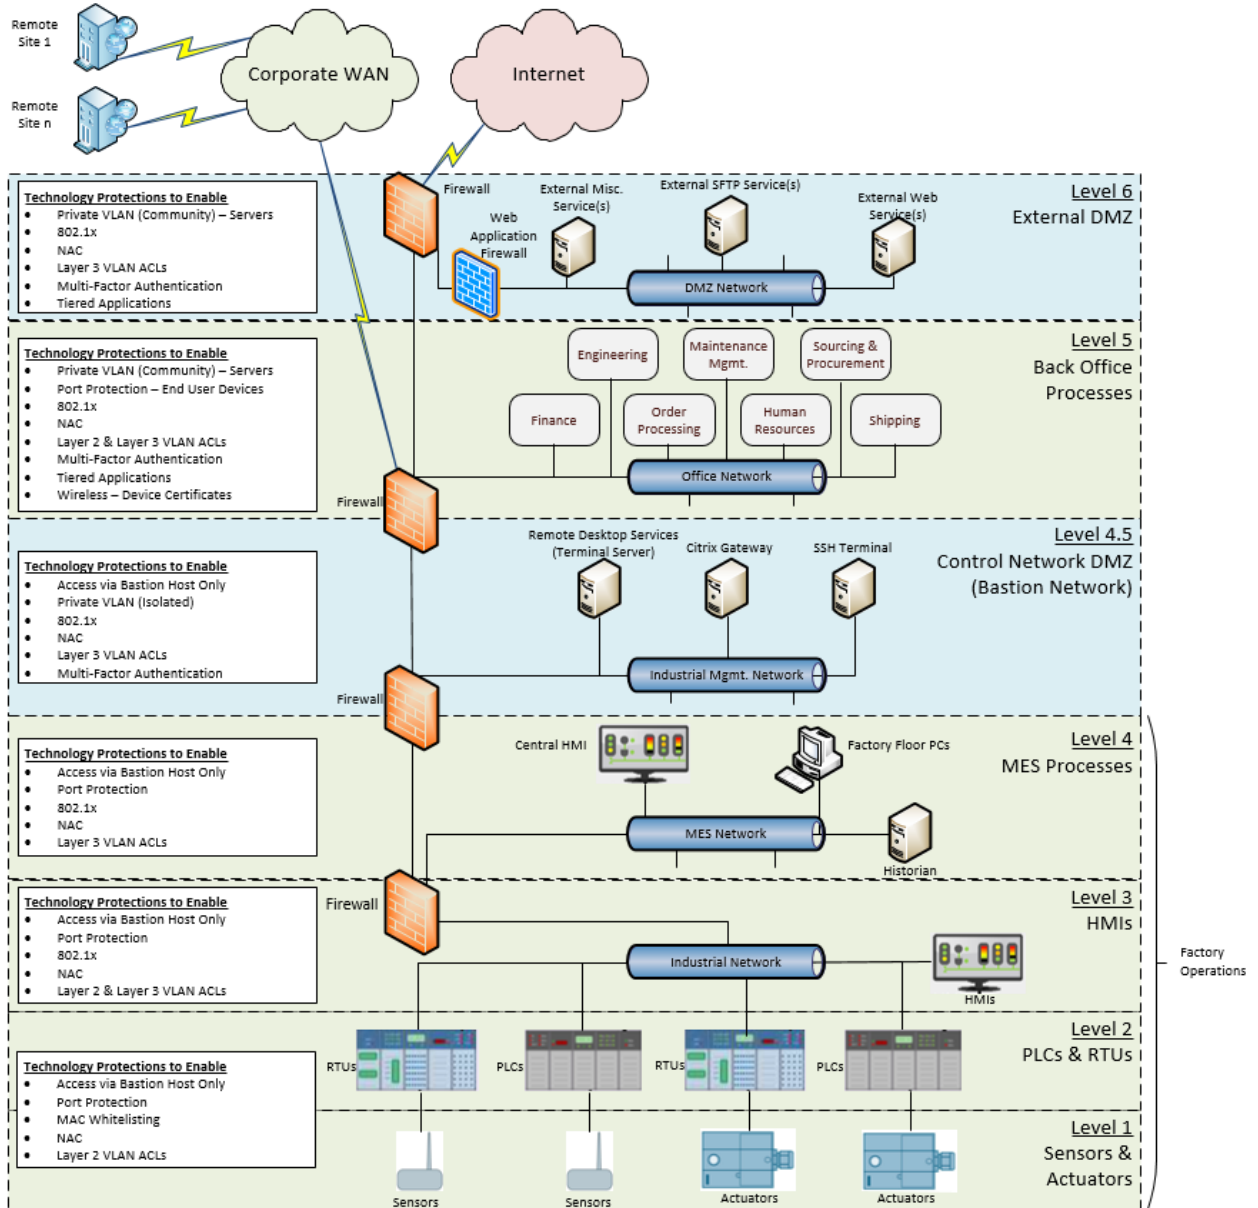 Remote
Site 1
Remote
Site n
Corporate WAN
Internet
Technology Protections to Enable
• Private VLAN (Community) – Servers
• 802.1x
• NAC
• Layer 3 VLAN ACLs
• Multi-Factor Authentication
• Tiered Applications
Firewall
Web
Application
Firewall
External Misc.
Service(s)
External SFTP Service(s)
External Web
Service(s)
DMZ Network
Level 6
External DMZ
Technology Protections to Enable
• Private VLAN (Community) – Servers
• Port Protection – End User Devices
• 802.1x
• NAC
• Layer 2 & Layer 3 VLAN ACLs
• Multi-Factor Authentication
• Tiered Applications
• Wireless – Device Certificates
Firewall
Engineering
Maintenance
Mgmt.
Sourcing &
Procurement
Finance
Order
Processing
Human
Resources
Shipping
Office Network
Level 5
Back Office
Processes
Technology Protections to Enable
• Access via Bastion Host Only
• Private VLAN (Isolated)
• 802.1x
• NAC
• Layer 3 VLAN ACLs
• Multi-Factor Authentication
Firewall
Remote Desktop Services
(Terminal Server)
Citrix Gateway
SSH Terminal
Industrial Mgmt. Network
Level 4.5
Control Network DMZ
(Bastion Network)
Technology Protections to Enable
• Access via Bastion Host Only
• Port Protection
• 802.1x
• NAC
• Layer 3 VLAN ACLs
Central HMI
Factory Floor PCs
MES Network
Historian
Level 4
MES Processes
Technology Protections to Enable
• Access via Bastion Host Only
• Port Protection
• 802.1x
• NAC
• Layer 2 & Layer 3 VLAN ACLs
Firewall
Industrial Network
HMIs
Level 3
HMIs
Factory
Operations
RTUs
PLCs
RTUs
PLCs
Level 2
PLCs & RTUs
Technology Protections to Enable
• Access via Bastion Host Only
• Port Protection
• MAC Whitelisting
• NAC
• Layer 2 VLAN ACLs
Sensors
Sensors
Actuators
Actuators
Level 1
Sensors &
Actuators